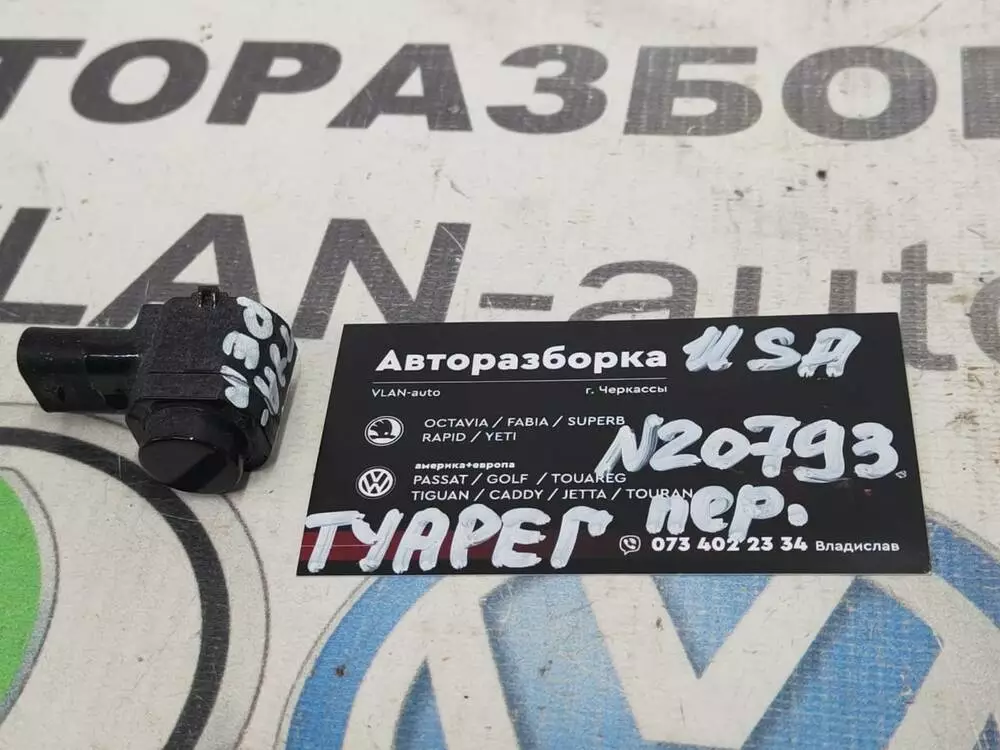 ТОРАЗБО
VLAN-auto
Авторазборка
USA
VLAN-auto
г. Черкассы
OCTAVIA / FABIA / SUPERB
RAPID / YETI
N20793
америка+европа
PASSAT / GOLF / TOUAREG
TIGUAN / CADDY / JETTA / TOURAN
ТУАРЕГ
пер.
073 402 23 34 Владислав